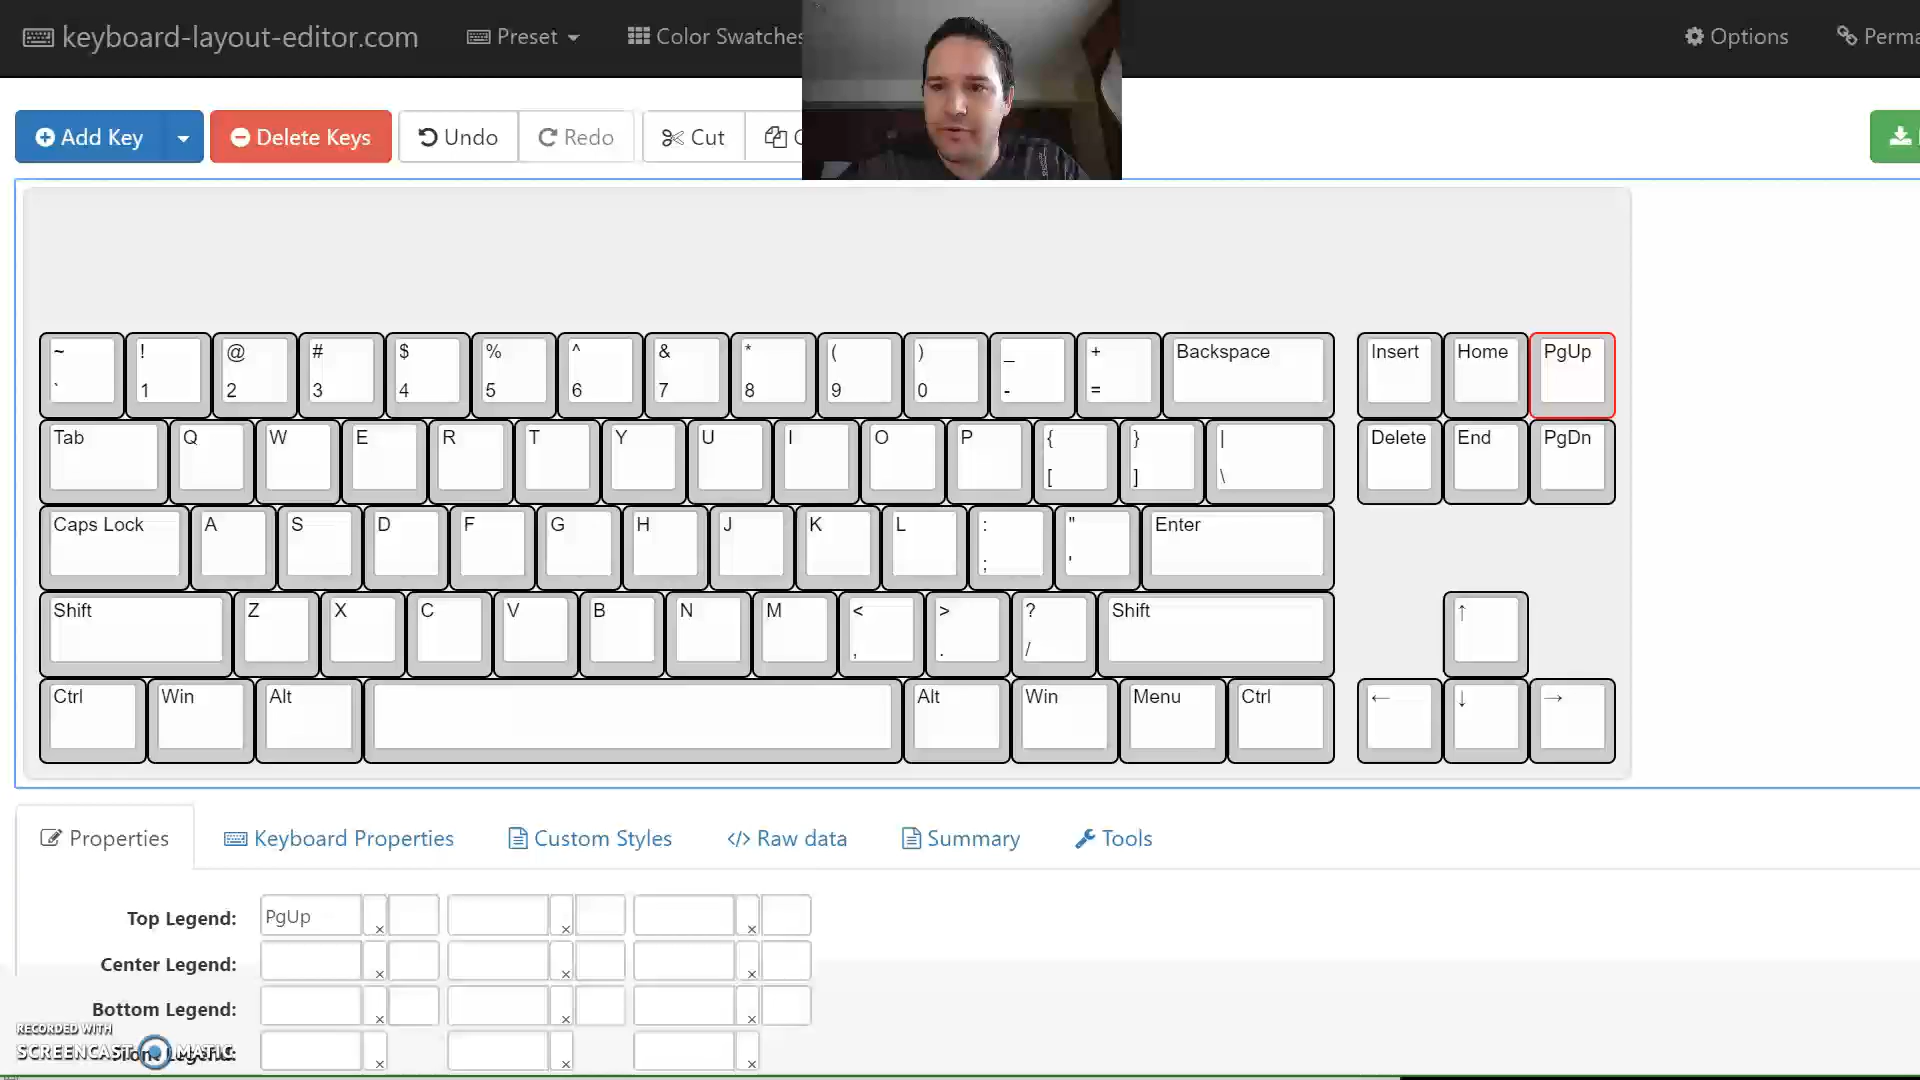 keyboard-layout-editor.com Preset Color Swatches Options Perma
Add Key Delete Keys Undo Redo Cut
~ ! @ # $ % ^ & * ( ) _ + Backspace Insert Home PgUp
` 1 2 3 4 5 6 7 8 9 0 - =
Tab Q W E R T Y U I O P { } | Delete End PgDn
[ ] \
Caps Lock A S D F G H J K L : " Enter
; '
Shift Z X C V B N M < > ? Shift ↑
, . /
Ctrl Win Alt Alt Win Menu Ctrl ← ↓ →
Properties Keyboard Properties Custom Styles </> Raw data Summary Tools
Top Legend: PgUp × × ×
Center Legend: × × ×
Bottom Legend: × × ×
RECORDED WITH
SCREENCAST MATIC
Legend: × × ×